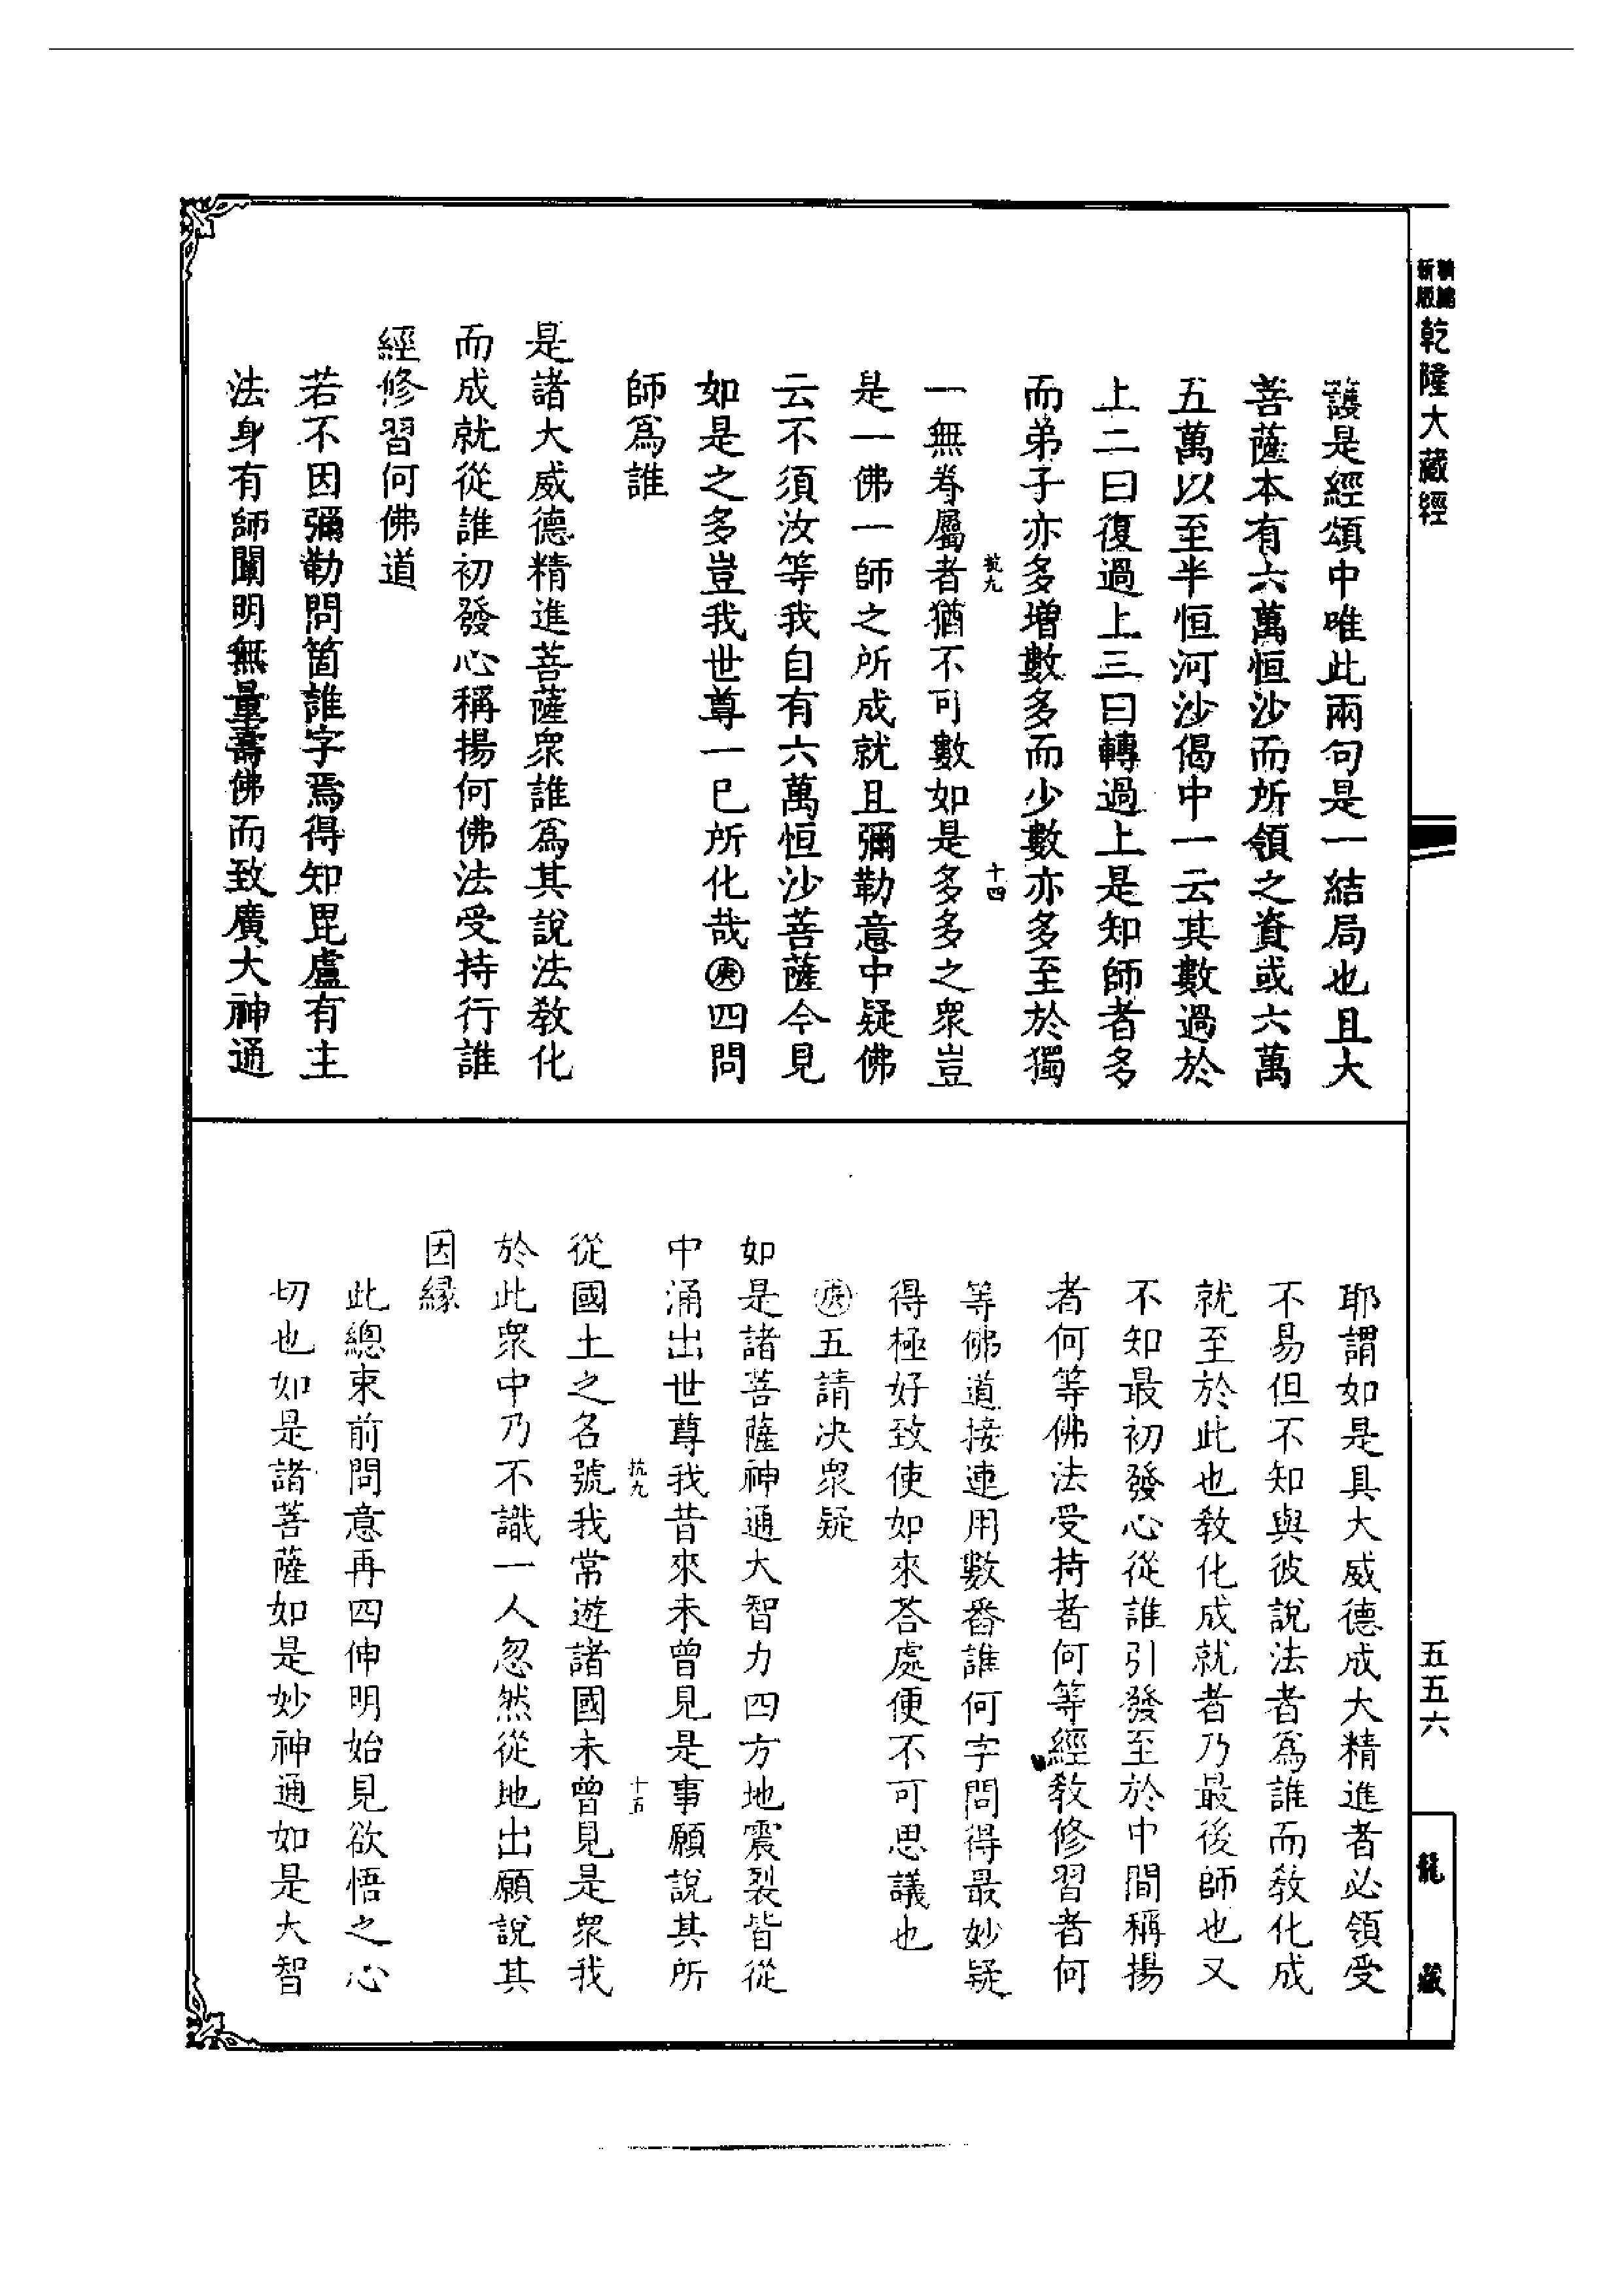 新編
新版
乾隆大藏經
護是經頌中唯此兩句是一結局也且大
菩薩本有六萬恒沙而所領之資或六萬
五萬以至半恒河沙偈中一云其數過於
上二曰復過上三曰轉過上是知師者多
而弟子亦多增數多而少數亦多至於獨
抗九
十四
一無眷屬者猶不可數如是多多之衆豈
是一佛一師之所成就且彌勒意中疑佛
云不須汝等我自有六萬恒沙菩薩今見
如是之多豈我世尊一已所化哉㊍四問
師爲誰
是諸大威德精進菩薩衆誰爲其說法教化
而成就從誰初發心稱揚何佛法受持行誰
經修習何佛道
若不因彌勒問箇誰字焉得知毘盧有主
法身有師闡明無量壽佛而致廣大神通
五五六
龍藏
耶謂如是具大威德成大精進者必領受
不易但不知與彼說法者爲誰而教化成
就至於此也教化成就者乃最後師也又
不知最初發心從誰引發至於中間稱揚
者何等佛法受持者何等經教修習者何
等佛道接連用數番誰何字問得最妙疑
得極好致使如來荅處便不可思議也
庚五請决衆疑
如是諸菩薩神通大智力四方地震裂皆從
中涌出世尊我昔來未曾見是事願說其所
抗九
十五
從國土之名號我常遊諸國未曾見是衆我
於此衆中乃不識一人忽然從地出願說其
因緣
此總束前問意再四伸明始見欲悟之心
切也如是諸菩薩如是妙神通如是大智